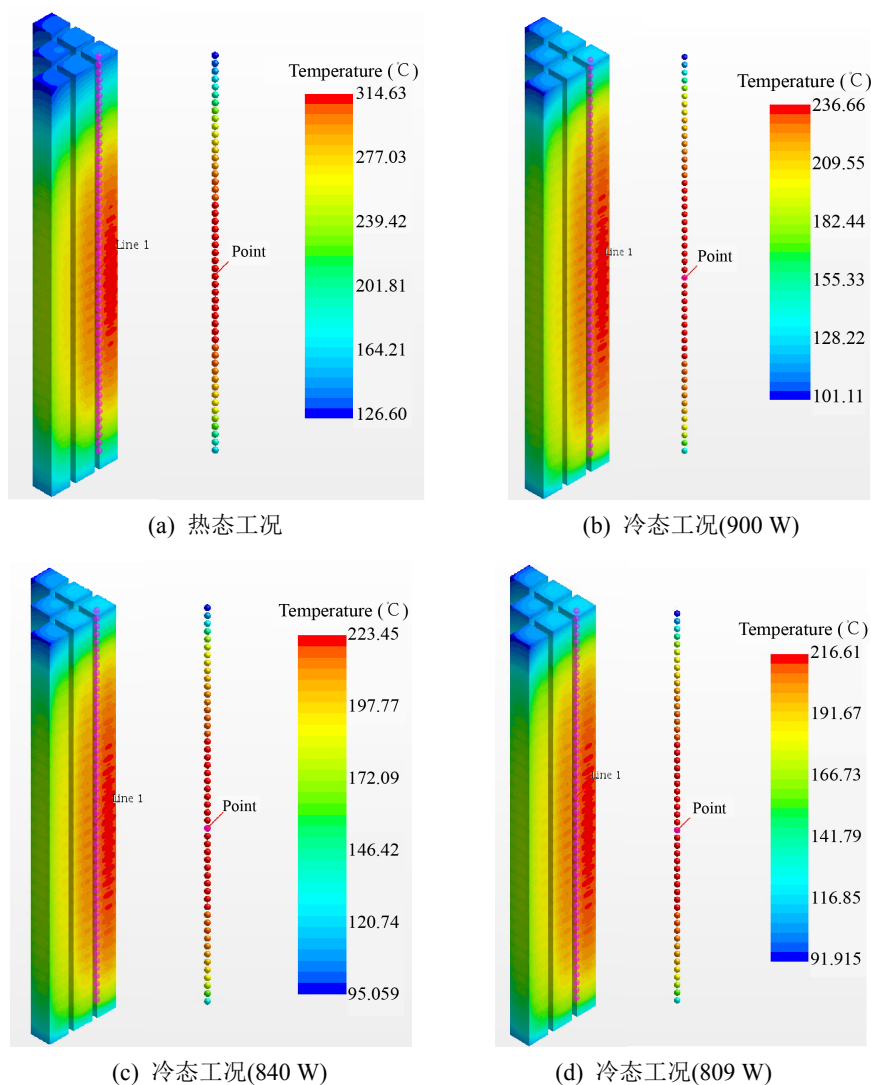 Temperature (℃)
314.63
277.03
239.42
201.81
164.21
126.60
Line 1
Point
(a) 热态工况
Temperature (℃)
236.66
209.55
182.44
155.33
128.22
101.11
Line 1
Point
(b) 冷态工况(900 W)
Temperature (℃)
223.45
197.77
172.09
146.42
120.74
95.059
Line 1
Point
(c) 冷态工况(840 W)
Temperature (℃)
216.61
191.67
166.73
141.79
116.85
91.915
Line 1
Point
(d) 冷态工况(809 W)